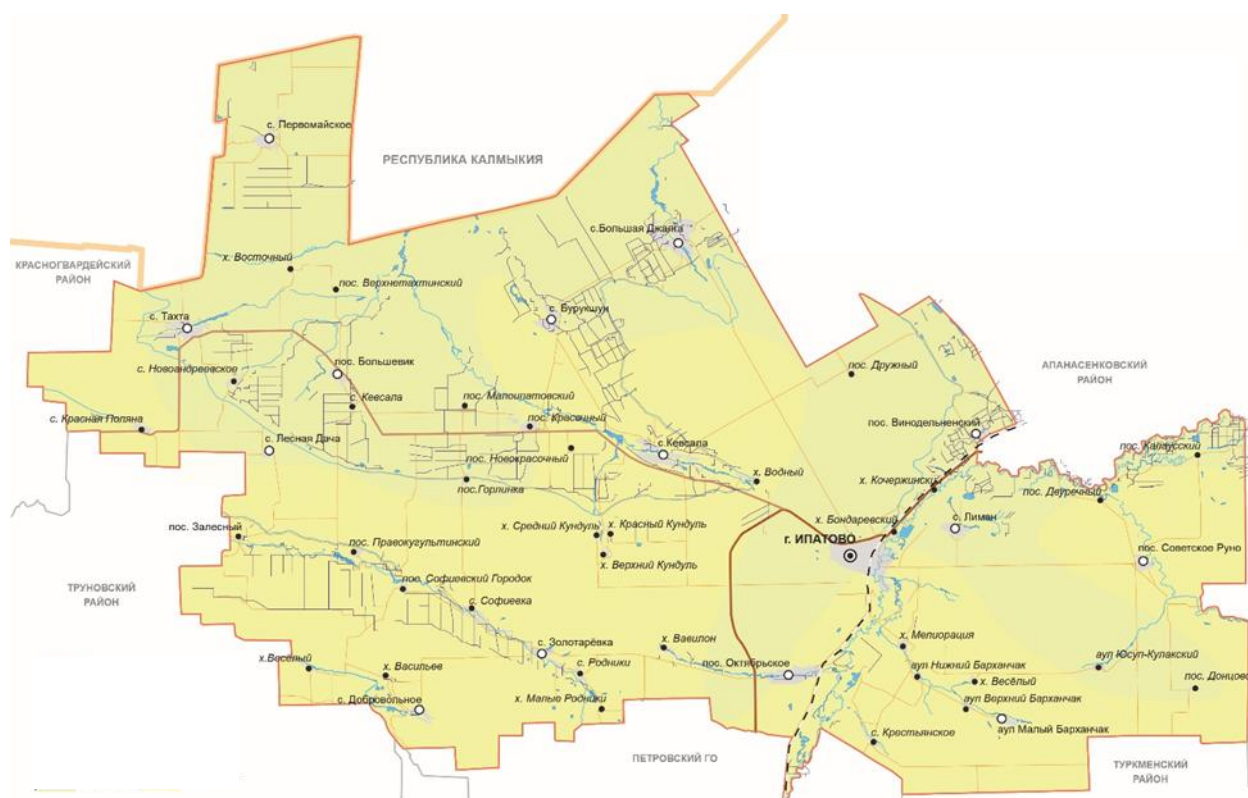 с. Первомайское
РЕСПУБЛИКА КАЛМЫКИЯ
с.Большая Джалга
КРАСНОГВАРДЕЙСКИЙ
РАЙОН
х. Восточный
пос. Верхнетахтинский
с. Тахта
с. Бурукшун
пос. Большевик
с. Новоандреевское
пос. Дружный
АПАНАСЕНКОВСКИЙ
РАЙОН
с. Кевсала
пос. Малоипатовский
с. Красная Поляна
пос. Красочный
пос. Винодельненский
с. Лесная Дача
с.Кевсала
пос. Новокрасочный
х. Водный
пос. Калаусский
пос.Горлинка
х. Кочержинский
пос. Двуречный
пос. Залесный
х. Средний Кундуль
х. Красный Кундуль
х. Бондаревский
с. Лиман
г. ИПАТОВО
пос. Правокугультинский
х. Верхний Кундуль
пос. Советское Руно
ТРУНОВСКИЙ
РАЙОН
пос. Софиевский Городок
с. Софиевка
х. Мелиорация
с. Золотарёвка
х. Вавилон
х.Весёлый
х. Васильев
с. Родники
пос. Октябрьское
аул Нижний Барханчак
аул Юсуп-Кулакский
х. Весёлый
пос. Донцово
с. Добровольное
х. Малые Родники
аул Верхний Барханчак
аул Малый Барханчак
с. Крестьянское
ПЕТРОВСКИЙ ГО
ТУРКМЕНСКИЙ
РАЙОН